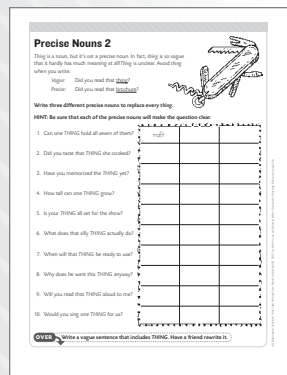 Precise Nouns 2
Thing is a noun, but it's not a precise noun. In fact, thing is so vague
that it hardly has much meaning at all! Thing is unclear. Avoid thing
when you write.
Vague: Did you read that thing?
Precise: Did you read that brochure?
Write three different precise nouns to replace every thing.
HINT: Be sure that each of the precise nouns will make the question clear.
1. Can one THING hold all seven of them? raft
2. Did you taste that THING she cooked?
3. Have you memorized the THING yet?
4. How tall can one THING grow?
5. Is your THING all set for the show?
6. What does that silly THING actually do?
7. When will that THING be ready to use?
8. Why does he want this THING anyway?
9. Will you read that THING aloud to me?
10. Would you sing one THING for us?
OVER Write a vague sentence that includes THING. Have a friend rewrite it.